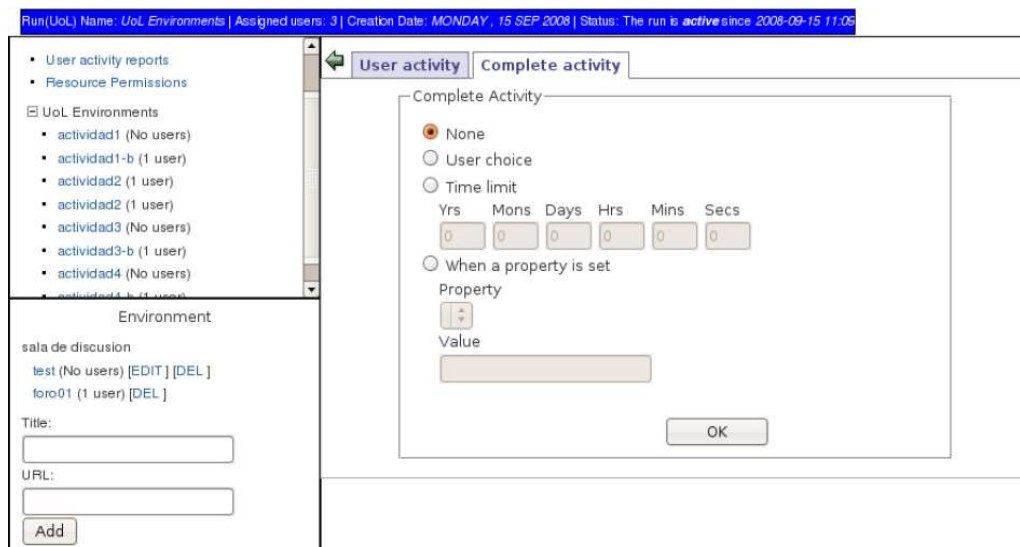 Run(UoL) Name: UoL Environments | Assigned users: 3 | Creation Date: MONDAY , 15 SEP 2008 | Status: The run is active since 2008-09-15 11:09
User activity reports
Resource Permissions
UoL Environments
actividad1 (No users)
actividad1-b (1 user)
actividad2 (1 user)
actividad2 (1 user)
actividad3 (No users)
actividad3-b (1 user)
actividad4 (No users)
actividad4-b (1 user)
Environment
sala de discusion
test (No users) [EDIT ] [DEL ]
foro01 (1 user) [DEL ]
Title:
URL:
Add
User activity
Complete activity
Complete Activity
None
User choice
Time limit
Yrs Mons Days Hrs Mins Secs
0 0 0 0 0 0
When a property is set
Property
Value
OK